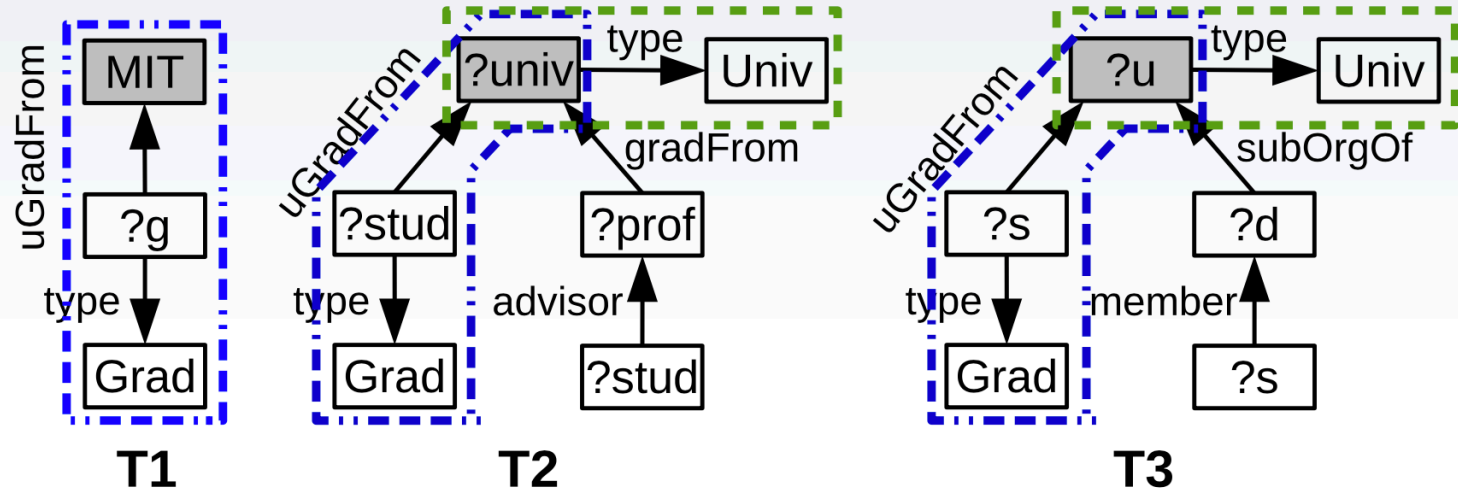 uGradFrom
MIT
?g
type
Grad
T1
uGradFrom
?univ
type
Univ
gradFrom
?stud
?prof
type
advisor
Grad
?stud
T2
uGradFrom
?u
type
Univ
subOrgOf
?s
?d
type
member
Grad
?s
T3